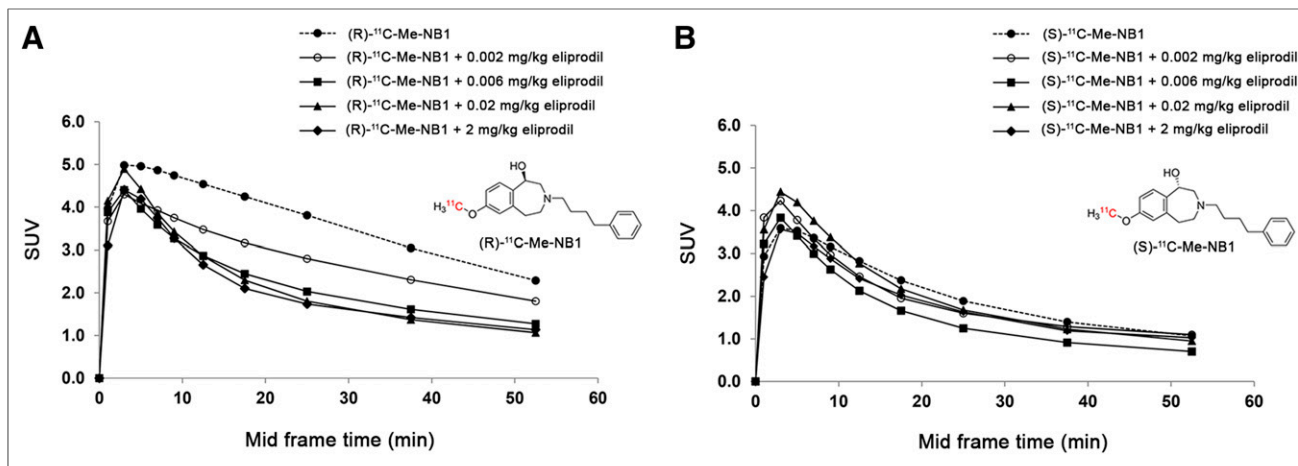 A
(R)-¹¹C-Me-NB1
(R)-¹¹C-Me-NB1 + 0.002 mg/kg eliprodil
(R)-¹¹C-Me-NB1 + 0.006 mg/kg eliprodil
(R)-¹¹C-Me-NB1 + 0.02 mg/kg eliprodil
(R)-¹¹C-Me-NB1 + 2 mg/kg eliprodil
SUV
6.0
5.0
4.0
3.0
2.0
1.0
0.0
0 10 20 30 40 50 60
Mid frame time (min)
HO
H₃¹¹C
O
N
(R)-¹¹C-Me-NB1
B
(S)-¹¹C-Me-NB1
(S)-¹¹C-Me-NB1 + 0.002 mg/kg eliprodil
(S)-¹¹C-Me-NB1 + 0.006 mg/kg eliprodil
(S)-¹¹C-Me-NB1 + 0.02 mg/kg eliprodil
(S)-¹¹C-Me-NB1 + 2 mg/kg eliprodil
SUV
6.0
5.0
4.0
3.0
2.0
1.0
0.0
0 10 20 30 40 50 60
Mid frame time (min)
HO
H₃¹¹C
O
N
(S)-¹¹C-Me-NB1